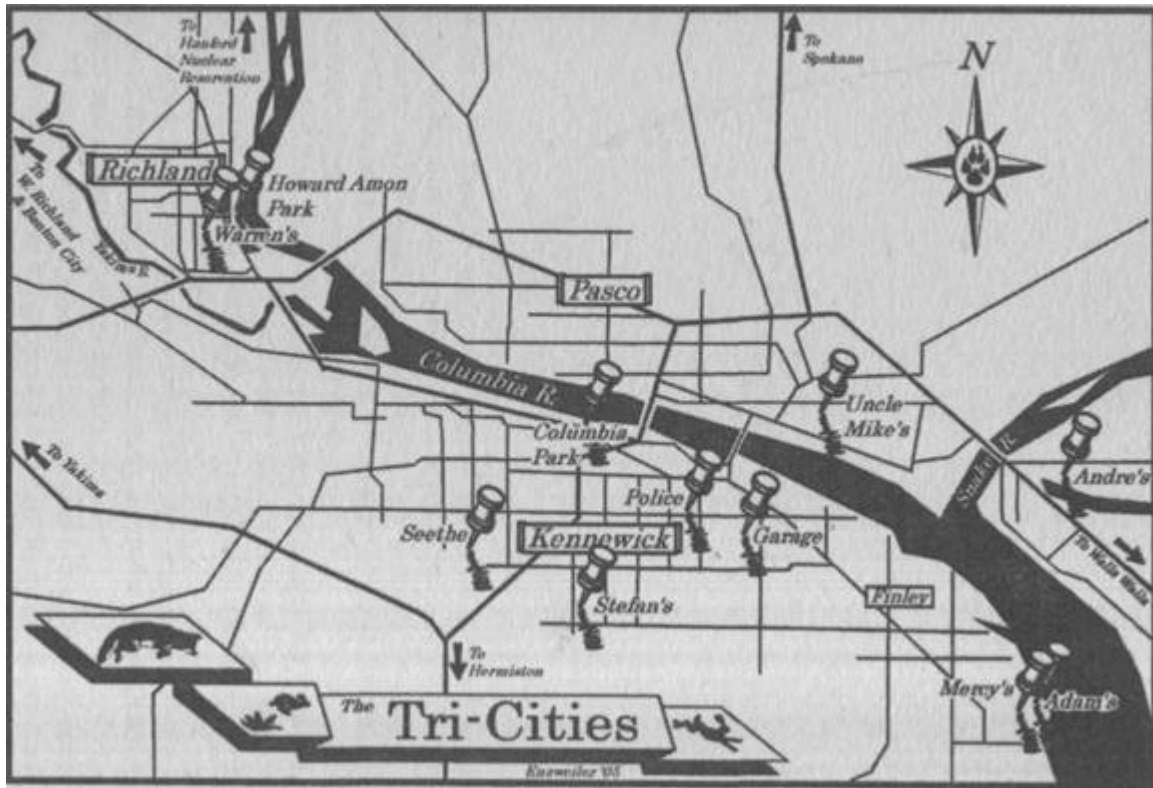 To
Hanford
Nuclear
Reservation
To
Spokane
N
Richland
Howard Amon
Park
Warren's
To
W. Richland
& Benton City
Yakima R.
Pasco
Columbia R.
Uncle
Mike's
Columbia
Park
Snake R.
Andre's
To Yakima
Police
Seethe
Kennewick
Garage
To Walla Walla
Stefan's
Finley
To
Hermiston
Mercy's
Adam's
The
Tri-Cities